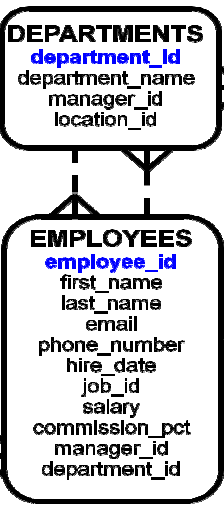 DEPARTMENTS
department_id
department_name
manager_id
location_id
EMPLOYEES
employee_id
first_name
last_name
email
phone_number
hire_date
job_id
salary
commission_pct
manager_id
department_id